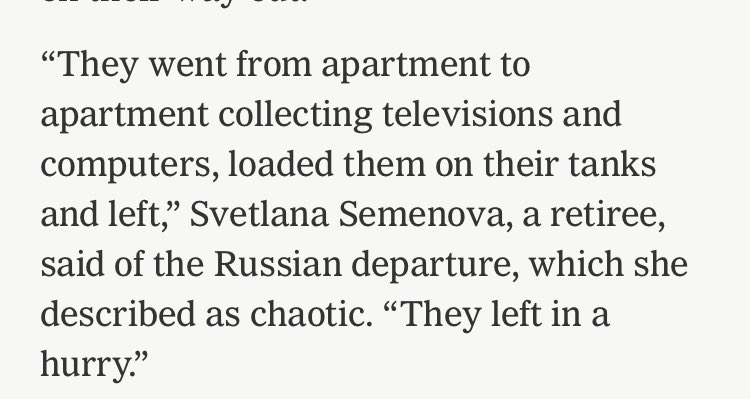 “They went from apartment to
apartment collecting televisions and
computers, loaded them on their tanks
and left,” Svetlana Semenova, a retiree,
said of the Russian departure, which she
described as chaotic. “They left in a
hurry.”